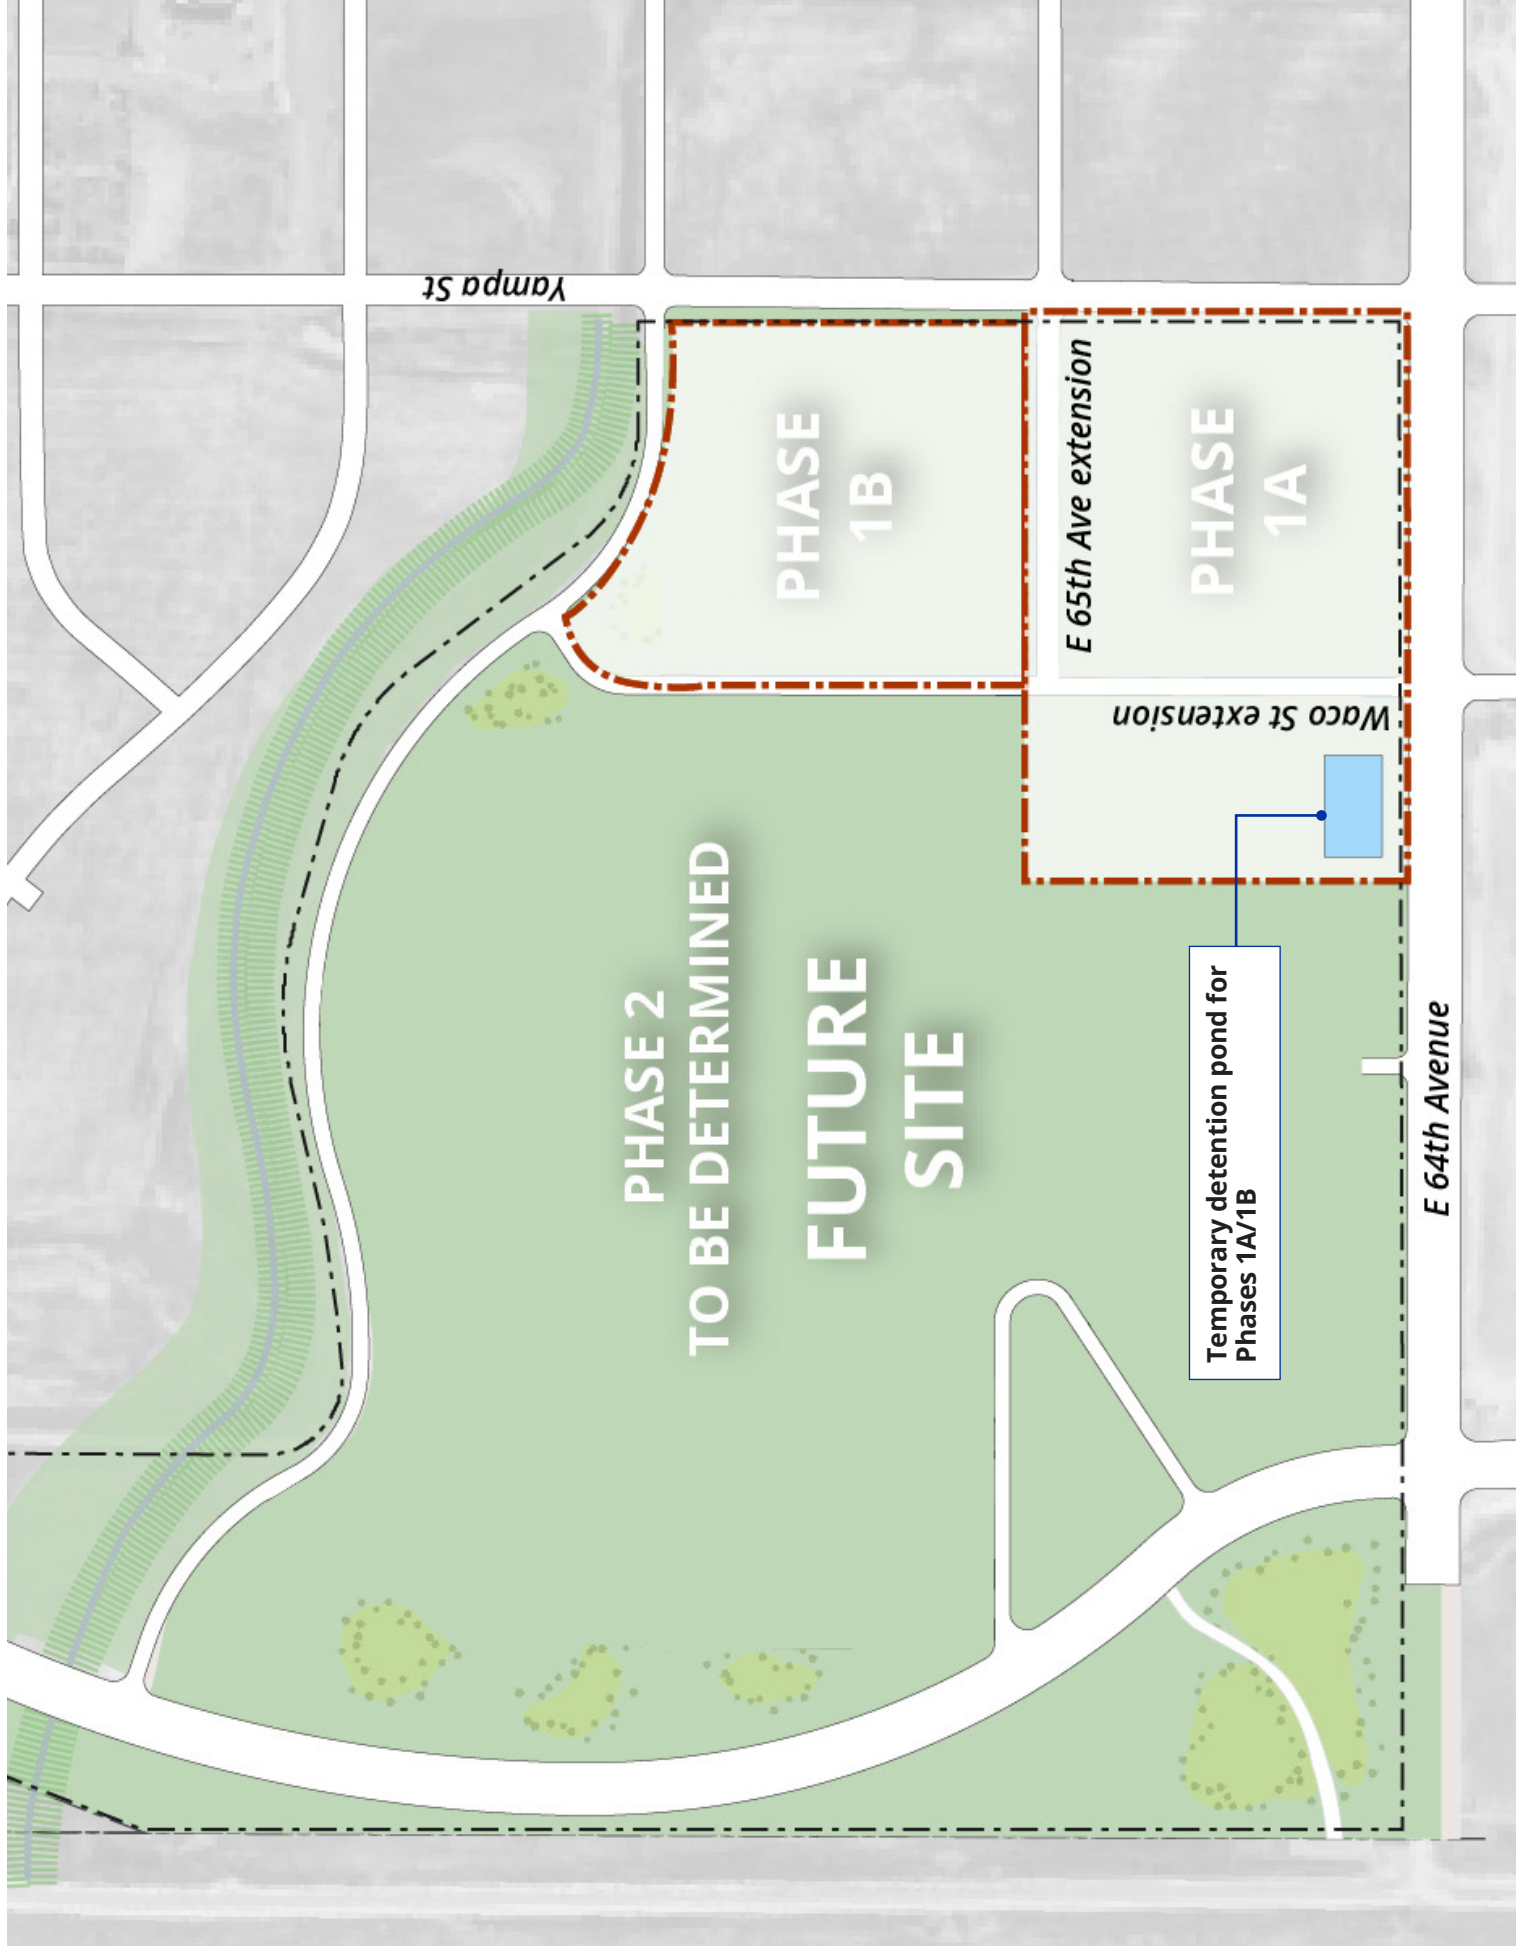 Yampa St
PHASE
1B
E 65th Ave extension
PHASE
1A
Waco St extension
PHASE 2
TO BE DETERMINED
FUTURE
SITE
Temporary detention pond for
Phases 1A/1B
E 64th Avenue